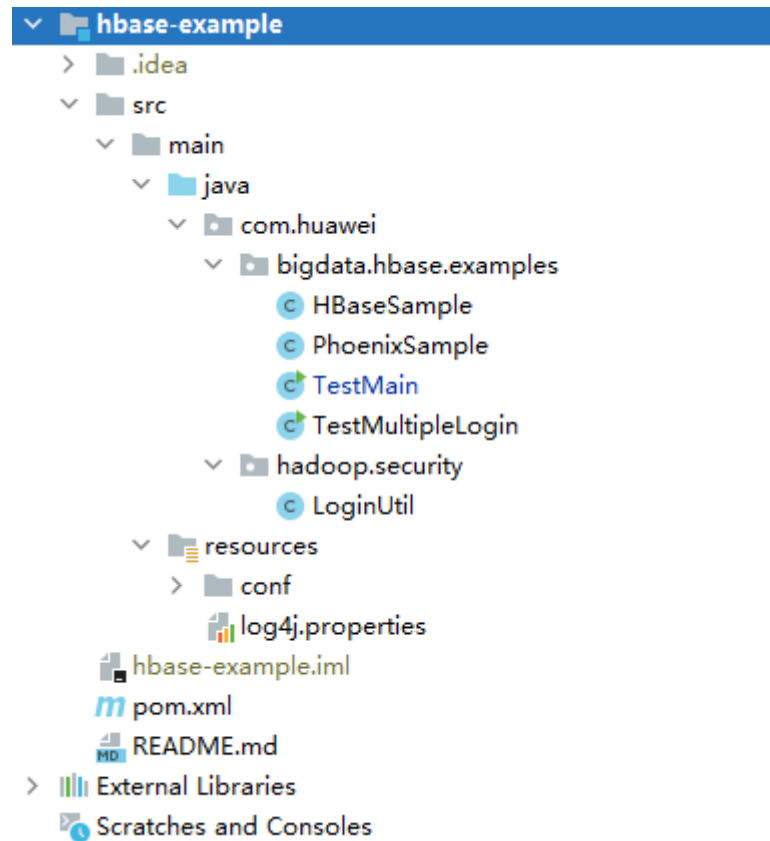 hbase-example
.idea
src
main
java
com.huawei
bigdata.hbase.examples
C HBaseSample
C PhoenixSample
C TestMain
C TestMultipleLogin
hadoop.security
C LoginUtil
resources
conf
log4j.properties
hbase-example.iml
m pom.xml
MD README.md
External Libraries
Scratches and Consoles